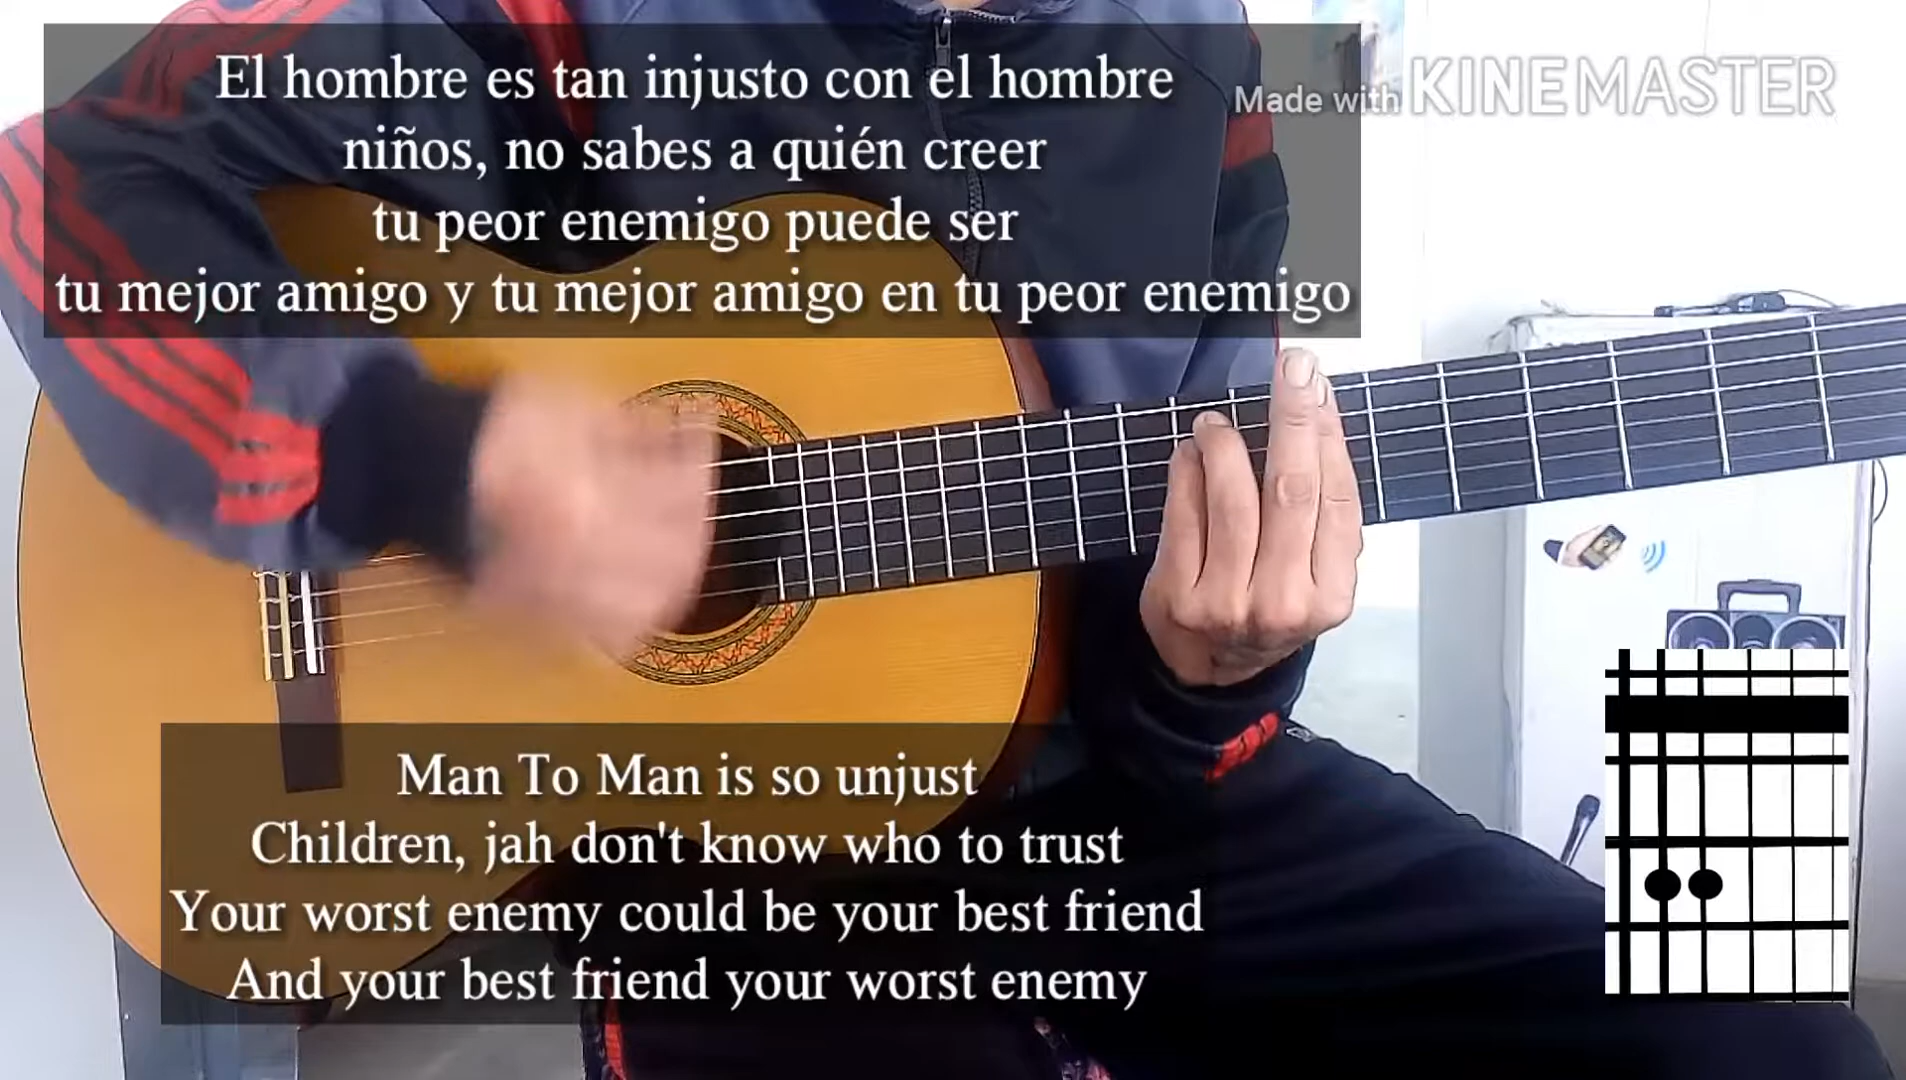 El hombre es tan injusto con el hombre
niños, no sabes a quién creer
tu peor enemigo puede ser
tu mejor amigo y tu mejor amigo en tu peor enemigo
Made with KINEMASTER
Man To Man is so unjust
Children, jah don't know who to trust
Your worst enemy could be your best friend
And your best friend your worst enemy